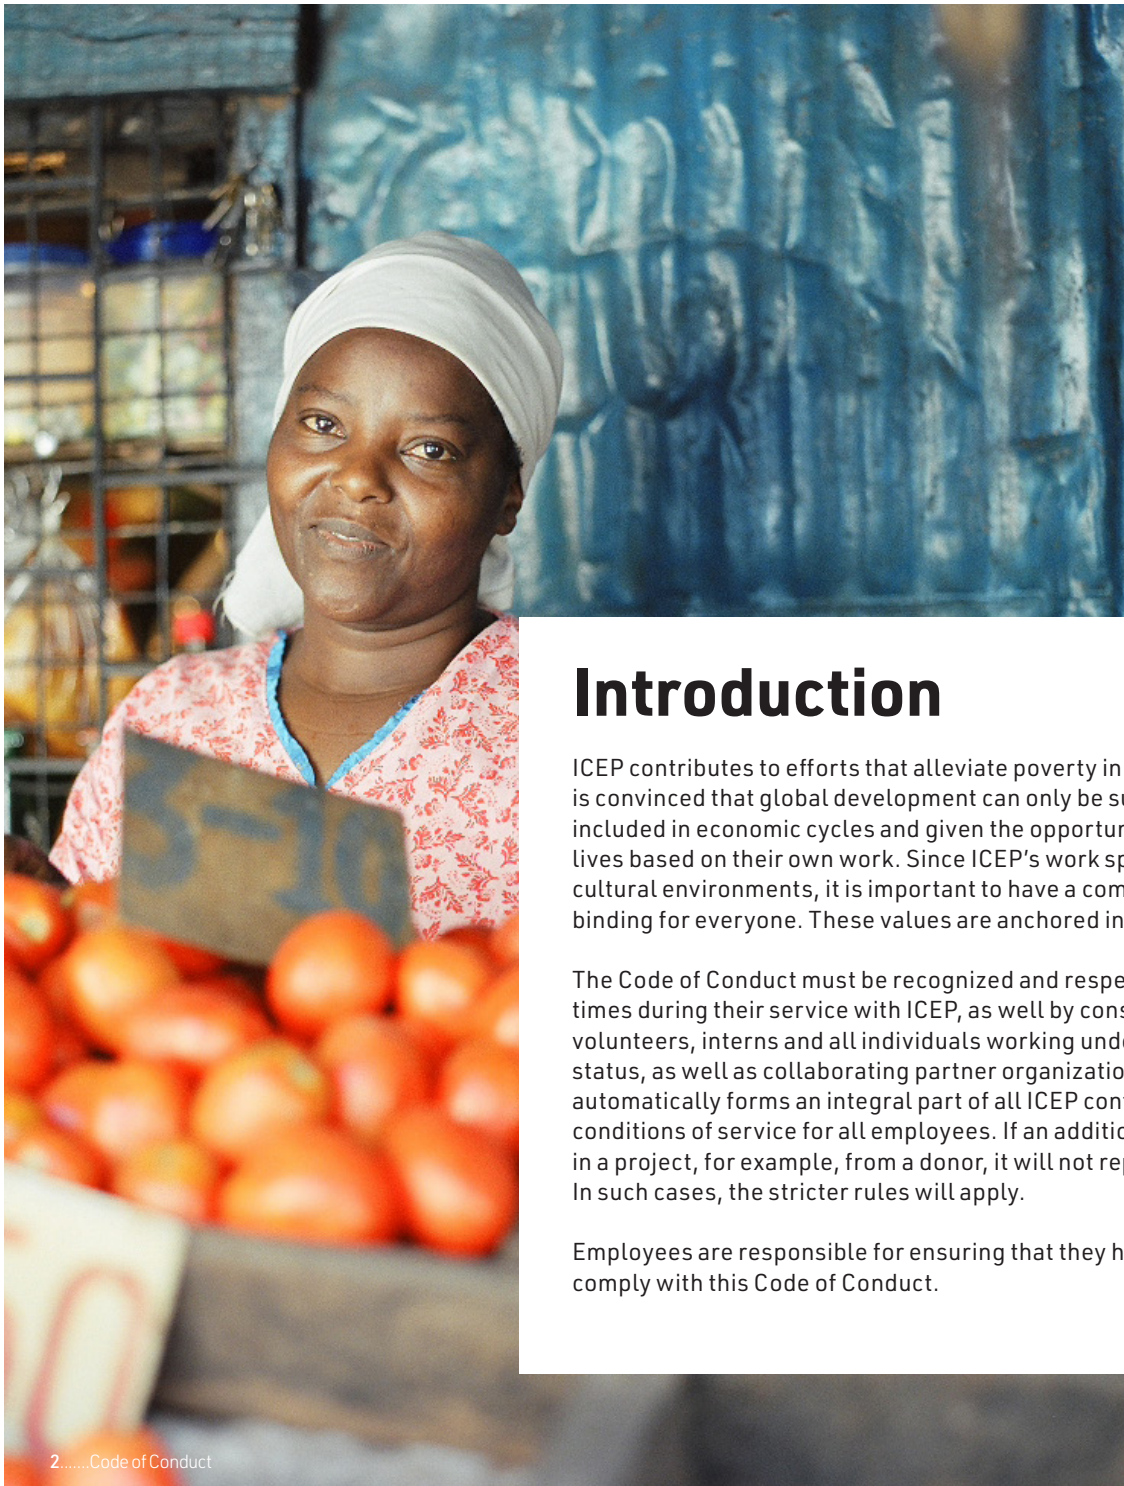 5-10
0
Introduction
ICEP contributes to efforts that alleviate poverty in
is convinced that global development can only be
included in economic cycles and given the
lives based on their own work. Since ICEP’s work
cultural environments, it is important to have a
binding for everyone. These values are anchored in
The Code of Conduct must be recognized and
times during their service with ICEP, as well by
volunteers, interns and all individuals working
status, as well as collaborating partner
automatically forms an integral part of all ICEP
conditions of service for all employees. If an
in a project, for example, from a donor, it will not
In such cases, the stricter rules will apply.
Employees are responsible for ensuring that they
comply with this Code of Conduct.
2.......Code of Conduct